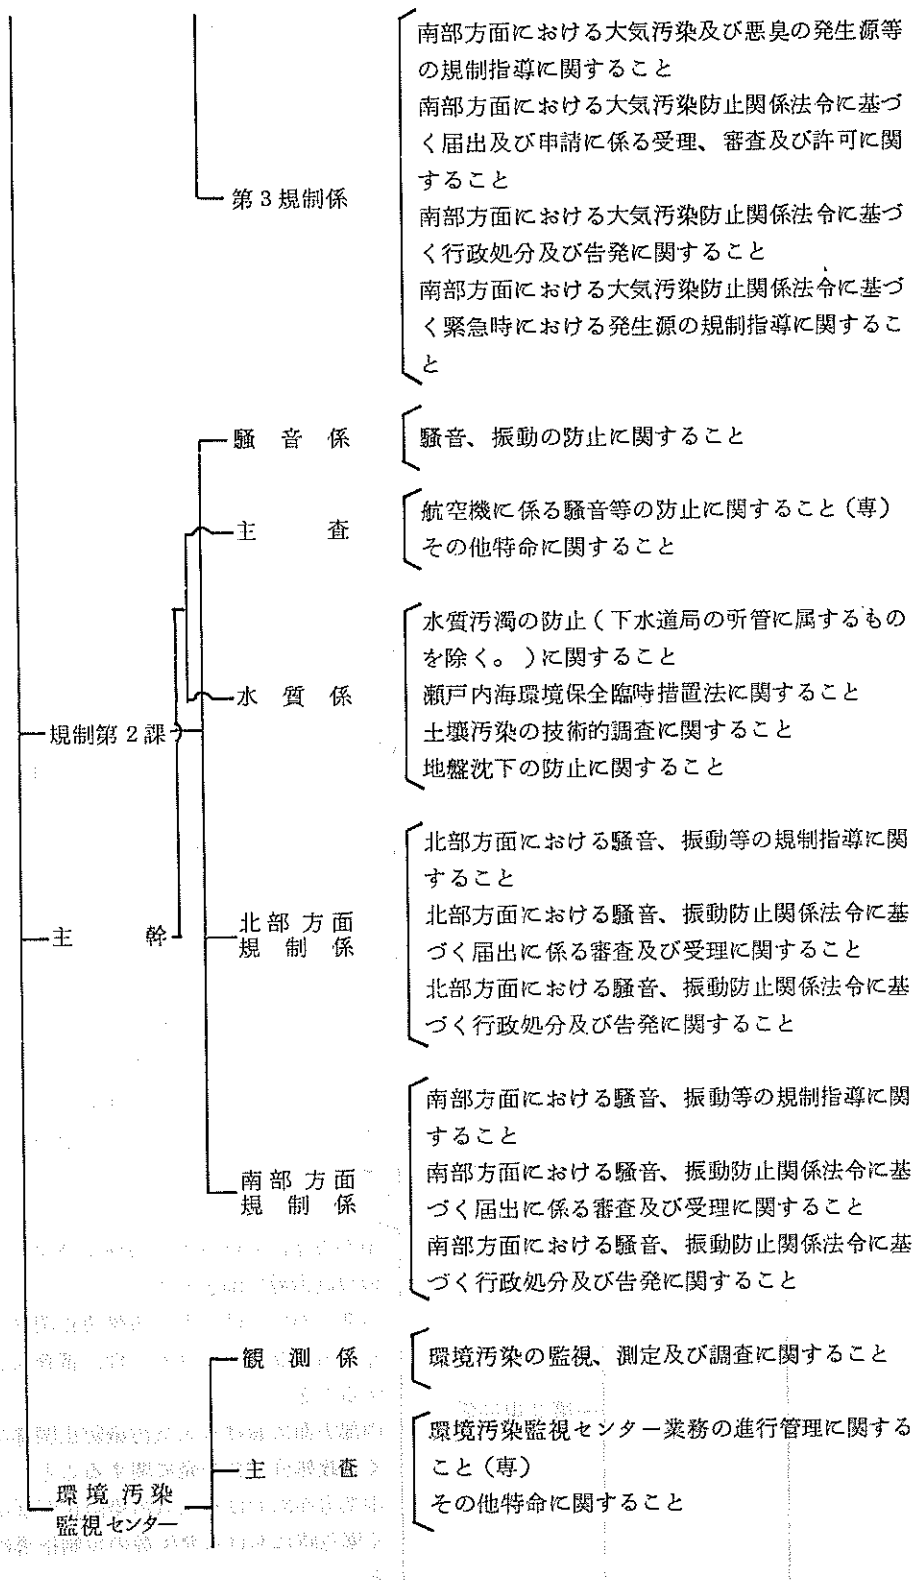 南部方面における大気汚染及び悪臭の発生源等
の規制指導に関すること
南部方面における大気汚染防止関係法令に基づ
く届出及び申請に係る受理、審査及び許可に関
すること
第3規制係
南部方面における大気汚染防止関係法令に基づ
く行政処分及び告発に関すること
南部方面における大気汚染防止関係法令に基づ
く緊急時における発生源の規制指導に関するこ
と
騒音係
騒音、振動の防止に関すること
主査
航空機に係る騒音等の防止に関すること(専)
その他特命に関すること
水質係
水質汚濁の防止(下水道局の所管に属するもの
を除く。)に関すること
瀬戸内海環境保全臨時措置法に関すること
土壌汚染の技術的調査に関すること
地盤沈下の防止に関すること
規制第2課
主幹
北部方面
規制係
北部方面における騒音、振動等の規制指導に関
すること
北部方面における騒音、振動防止関係法令に基
づく届出に係る審査及び受理に関すること
北部方面における騒音、振動防止関係法令に基
づく行政処分及び告発に関すること
南部方面
規制係
南部方面における騒音、振動等の規制指導に関
すること
南部方面における騒音、振動防止関係法令に基
づく届出に係る審査及び受理に関すること
南部方面における騒音、振動防止関係法令に基
づく行政処分及び告発に関すること
観測係
環境汚染の監視、測定及び調査に関すること
主査
環境汚染監視センター業務の進行管理に関する
こと(専)
その他特命に関すること
環境汚染
監視センター